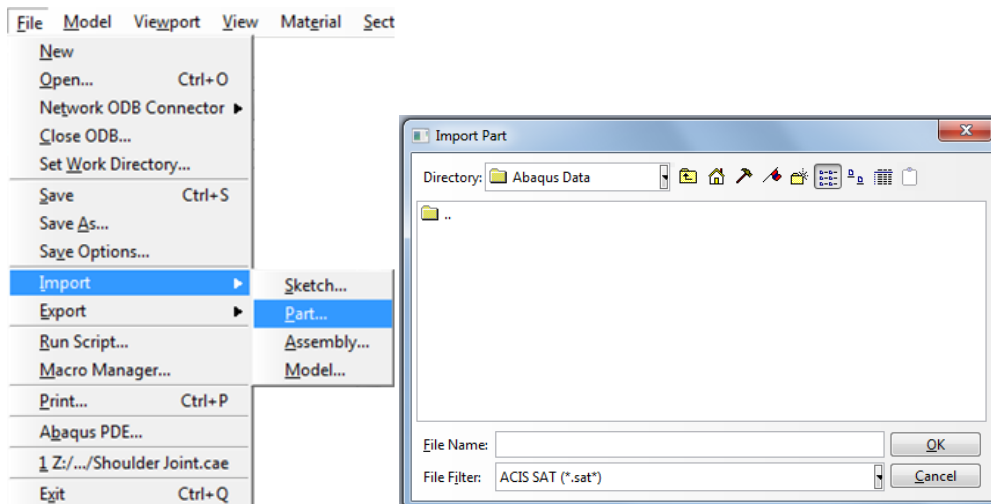 File Model Viewport View Material Sect
New
Open... Ctrl+O
Network ODB Connector
Close ODB...
Set Work Directory...
Save Ctrl+S
Save As...
Save Options...
Import
Export
Run Script...
Macro Manager...
Print... Ctrl+P
Abaqus PDE...
1 Z:/.../Shoulder Joint.cae
Exit Ctrl+Q
Sketch...
Part...
Assembly...
Model...
Import Part
Directory: Abaqus Data
..
File Name: OK
File Filter: ACIS SAT (*.sat*) Cancel